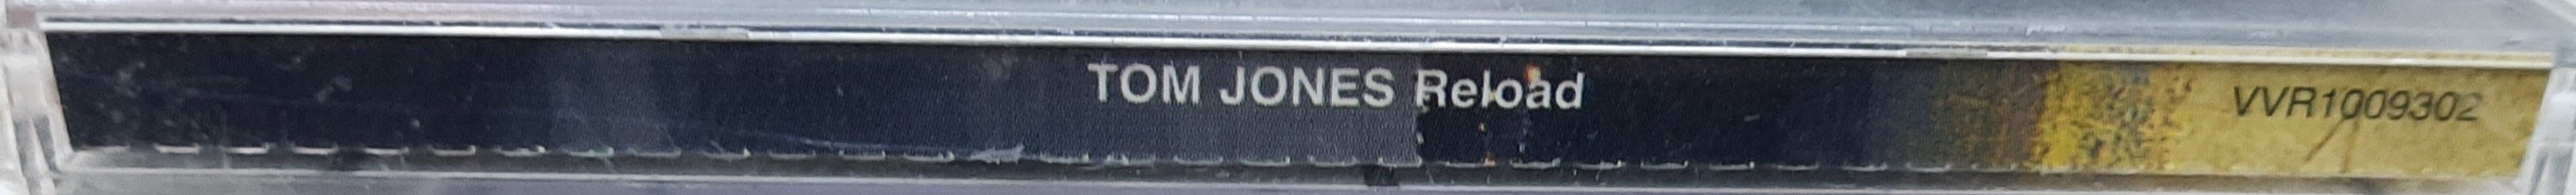 TOM JONES Reload
VVR1009302